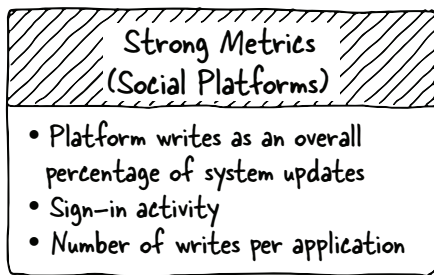 Strong Metrics
(Social Platforms)
• Platform writes as an overall
percentage of system updates
• Sign-in activity
• Number of writes per application